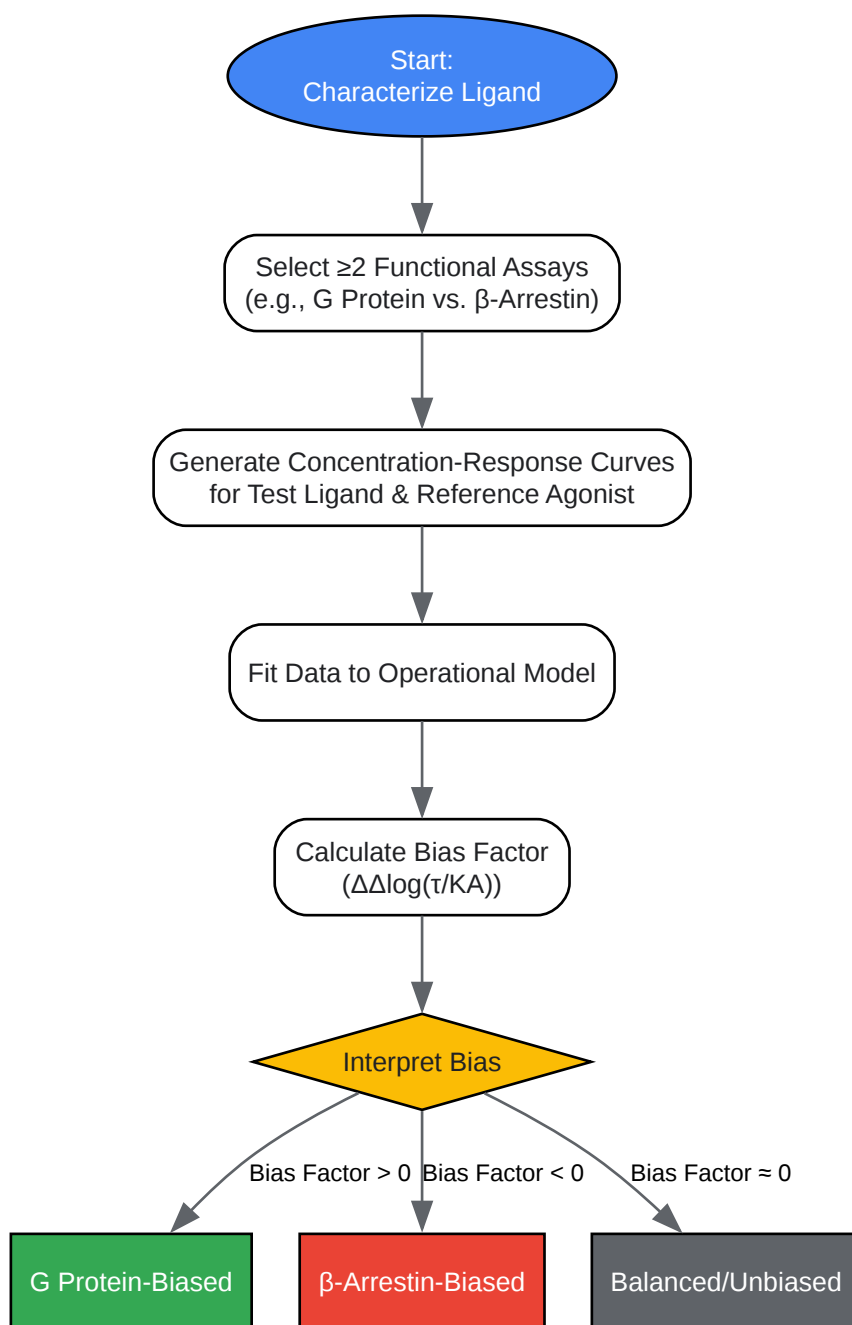 Start:
Characterize Ligand
Select ≥2 Functional Assays
(e.g., G Protein vs. β-Arrestin)
Generate Concentration-Response Curves
for Test Ligand & Reference Agonist
Fit Data to Operational Model
Calculate Bias Factor
(ΔΔlog(τ/KA))
Interpret Bias
Bias Factor > 0
Bias Factor < 0
Bias Factor ≈ 0
G Protein-Biased
β-Arrestin-Biased
Balanced/Unbiased